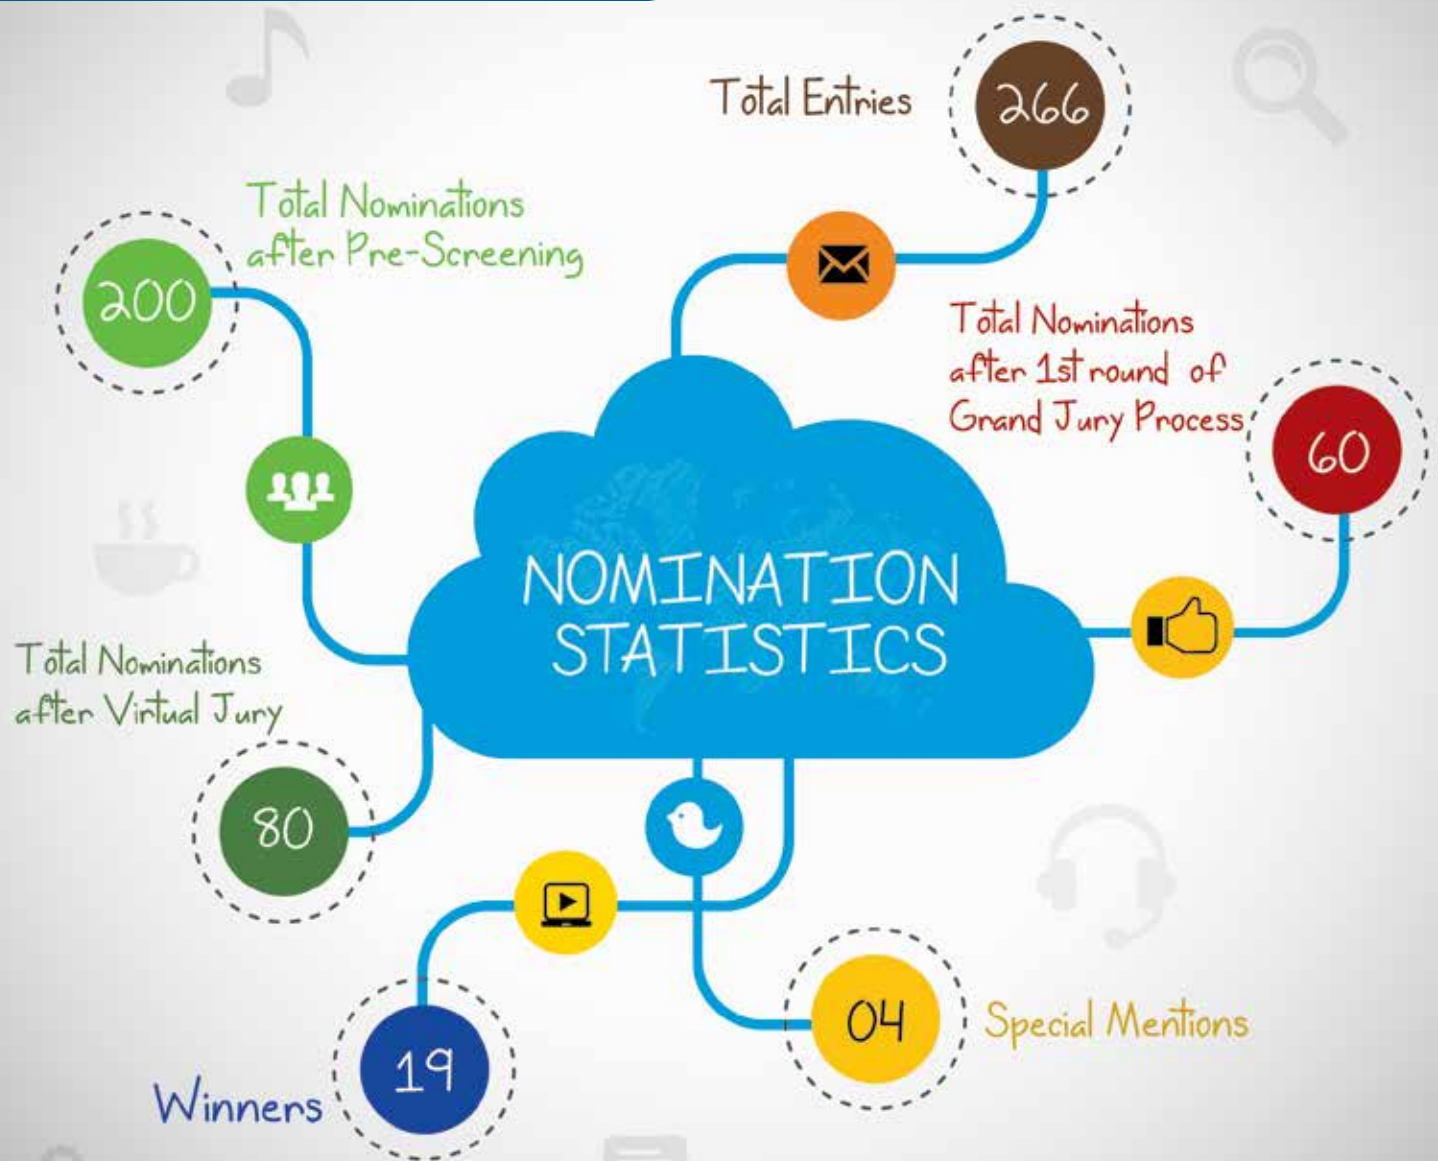 Total Entries
266
Total Nominations
after Pre-Screening
200
Total Nominations
after 1st round of
Grand Jury Process
60
NOMINATION
STATISTICS
Total Nominations
after Virtual Jury
80
04
Special Mentions
19
Winners